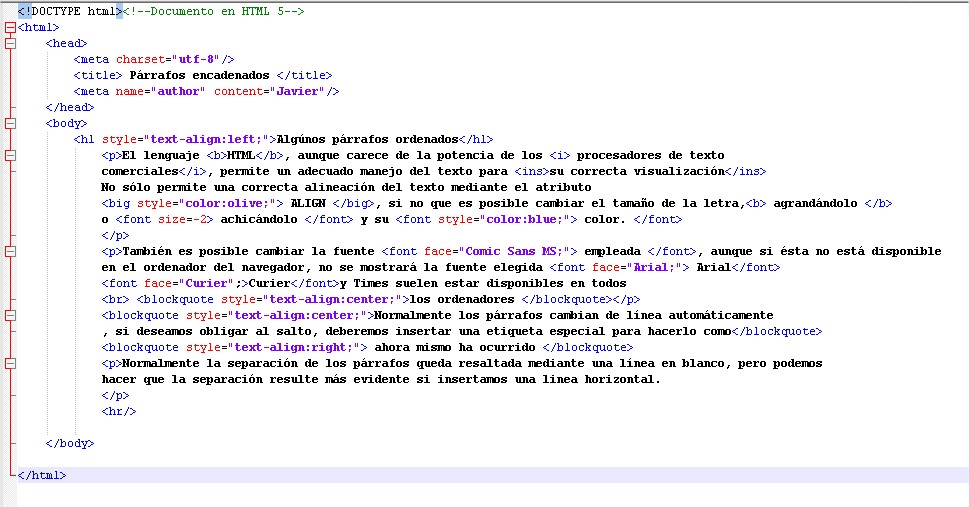 <!DOCTYPE html><!--Documento en HTML 5-->
<html>
<head>
<meta charset="utf-8"/>
<title> Párrafos encadenados </title>
<meta name="author" content="Javier"/>
</head>
<body>
<hl style="text-align:left;">Algúnos párrafos ordenados</hl>
<p>El lenguaje <b>HTML</b>, aunque carece de la potencia de los <i> procesadores de texto
comerciales</i>, permite un adecuado manejo del texto para <ins>su correcta visualización</ins>
No sólo permite una correcta alineación del texto mediante el atributo
<big style="color:olive;"> ALIGN </big>, si no que es posible cambiar el tamaño de la letra,<b> agrandándolo </b>
o <font size=-2> achicándolo </font> y su <font style="color:blue;"> color. </font>
</p>
<p>También es posible cambiar la fuente <font face="Comic Sans MS;"> empleada </font>, aunque si ésta no está disponible
en el ordenador del navegador, no se mostrará la fuente elegida <font face="Arial;"> Arial</font>
<font face="Curier";>Curier</font>y Times suelen estar disponibles en todos
<br> <blockquote style="text-align:center;">los ordenadores </blockquote></p>
<blockquote style="text-align:center;">Normalmente los párrafos cambian de línea automáticamente
, si deseamos obligar al salto, deberemos insertar una etiqueta especial para hacerlo como</blockquote>
<blockquote style="text-align:right;"> ahora mismo ha ocurrido </blockquote>
<p>Normalmente la separación de los párrafos queda resaltada mediante una línea en blanco, pero podemos
hacer que la separación resulte más evidente si insertamos una linea horizontal.
</p>
<hr/>
</body>
</html>